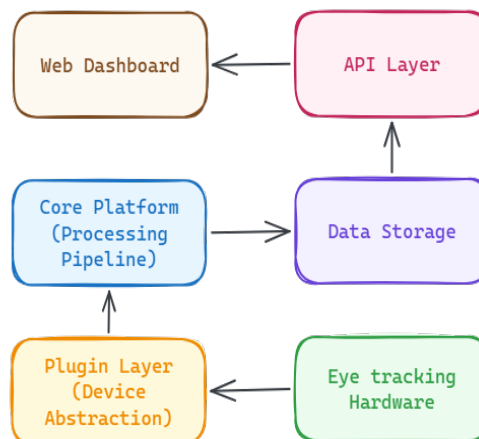 Web Dashboard
API Layer
Core Platform
(Processing
Pipeline)
Data Storage
Plugin Layer
(Device
Abstraction)
Eye tracking
Hardware